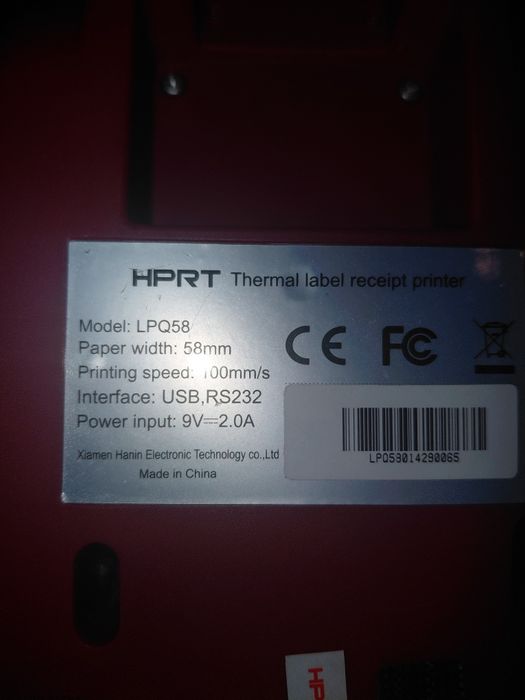 HPRT Thermal label receipt printer
Model: LPQ58
Paper width: 58mm
Printing speed: 100mm/s
Interface: USB,RS232
Power input: 9V⎓2.0A
CE FC
LPQ58014290065
Xiamen Hanin Electronic Technology co.,Ltd
Made in China
HP